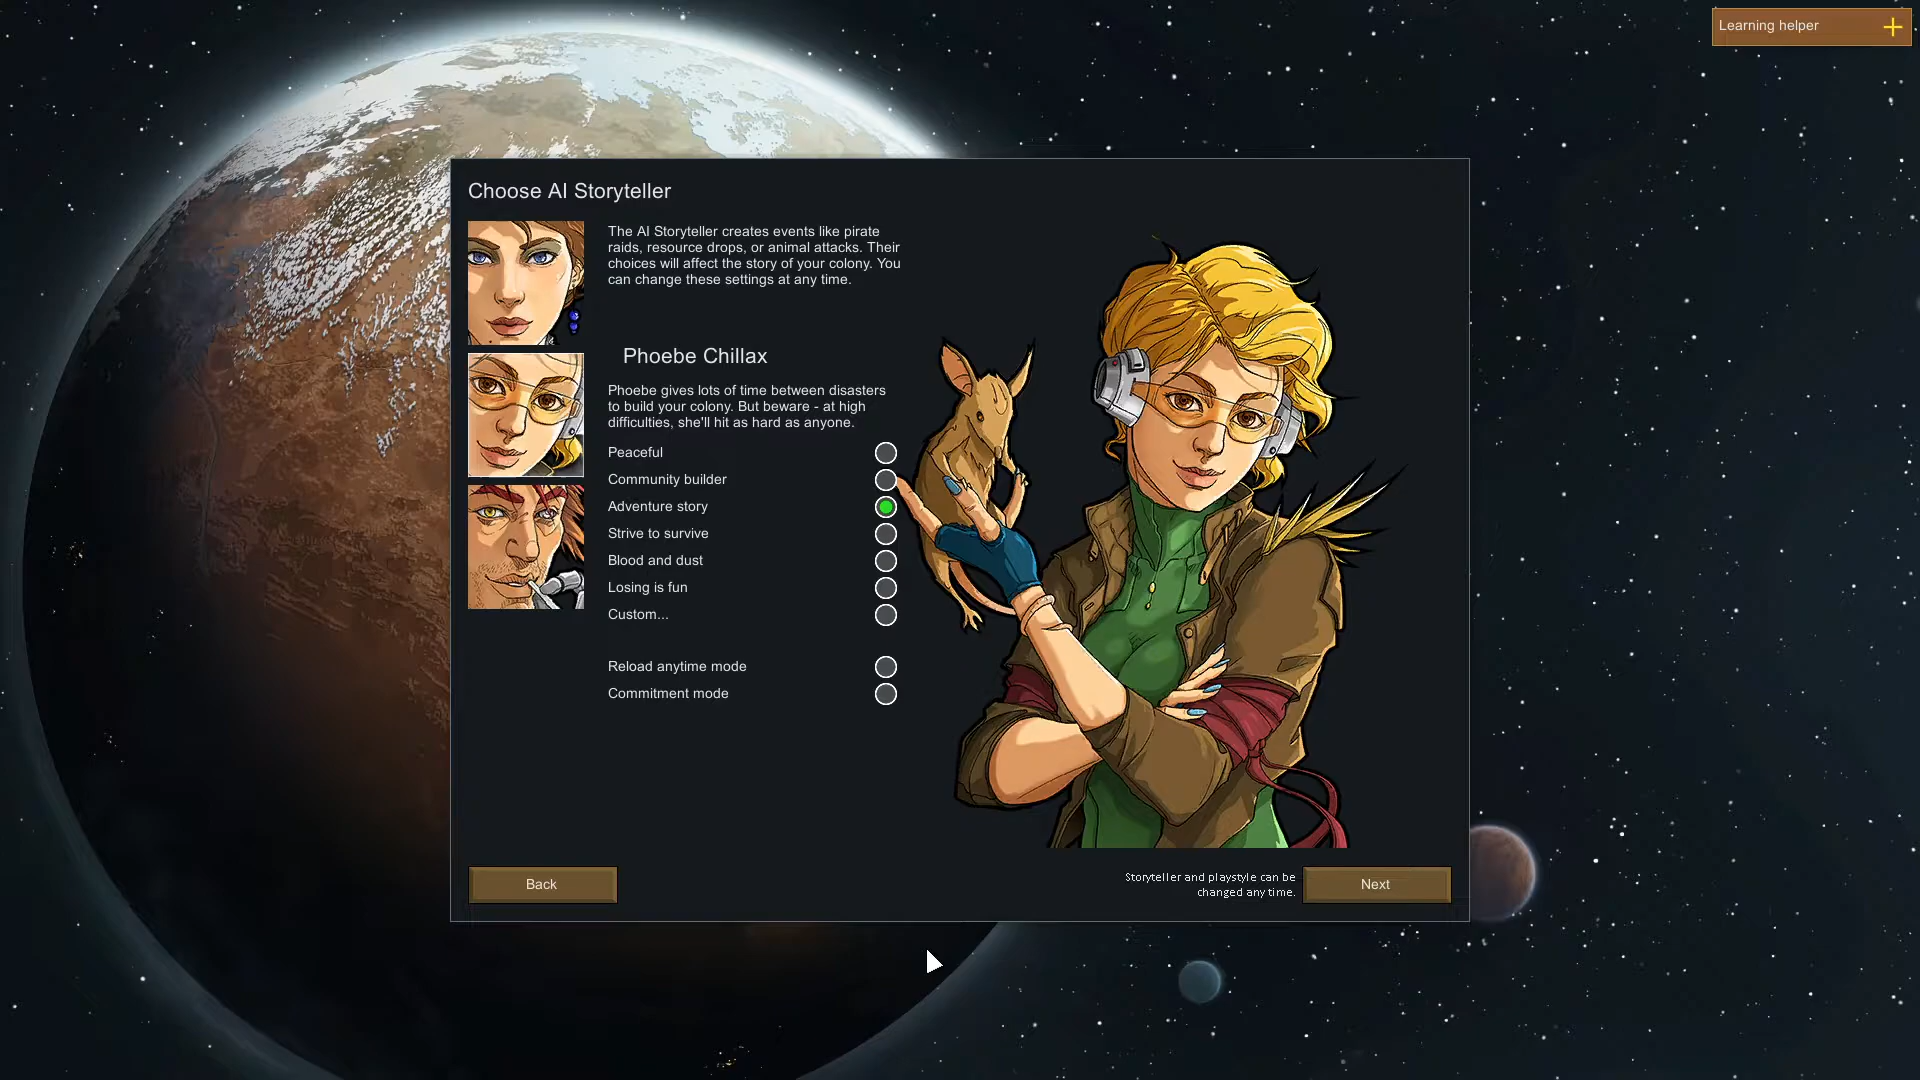 Learning helper
Choose AI Storyteller
The AI Storyteller creates events like pirate
raids, resource drops, or animal attacks. Their
choices will affect the story of your colony. You
can change these settings at any time.
Phoebe Chillax
Phoebe gives lots of time between disasters
to build your colony. But beware - at high
difficulties, she'll hit as hard as anyone.
Peaceful
Community builder
Adventure story
Strive to survive
Blood and dust
Losing is fun
Custom...
Reload anytime mode
Commitment mode
Back
Storyteller and playstyle can be
changed any time.
Next